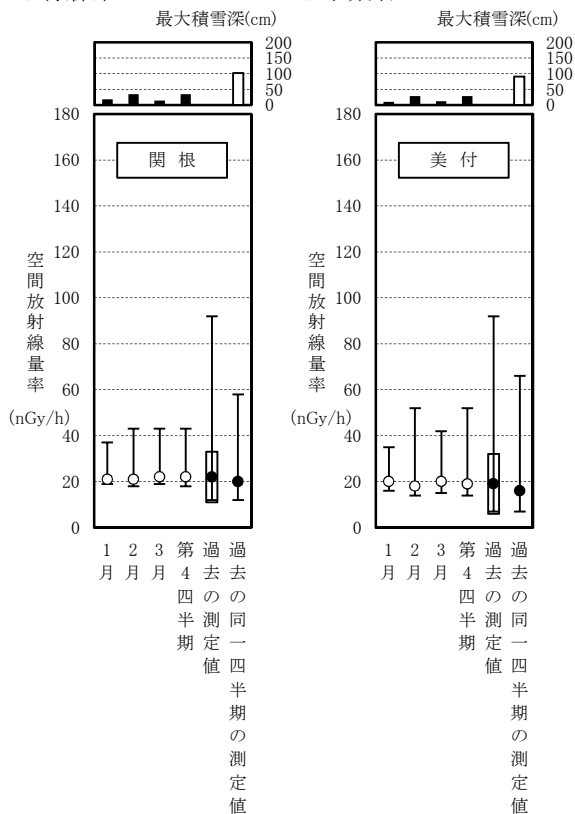 最大積雪深(cm)
200
150
100
50
0
180
160
140
120
100
80
60
40
20
0
関根
空間放射線量率
(nGy/h)
1月
2月
3月
第4四半期
過去の測定値
過去の同一四半期の測定値
最大積雪深(cm)
200
150
100
50
0
180
160
140
120
100
80
60
40
20
0
美付
空間放射線量率
(nGy/h)
1月
2月
3月
第4四半期
過去の測定値
過去の同一四半期の測定値